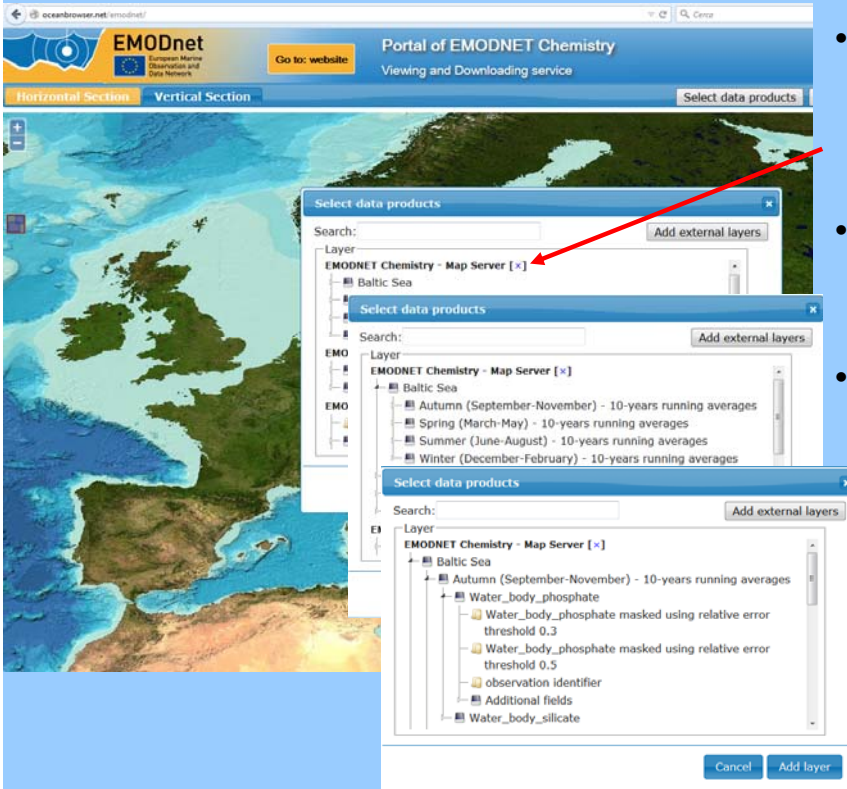 oceanbrowser.net/emodnet/
Cerca
EMODnet
European Marine
Observation and
Data Network
Go to: website
Portal of EMODNET Chemistry
Viewing and Downloading service
Horizontal Section
Vertical Section
Select data products
Select data products
Search:
Add external layers
Layer
EMODNET Chemistry - Map Server [×]
Baltic Sea
EMO
EMO
Select data products
Search:
Add external layers
Layer
EMODNET Chemistry - Map Server [×]
Baltic Sea
Autumn (September-November) - 10-years running averages
Spring (March-May) - 10-years running averages
Summer (June-August) - 10-years running averages
Winter (December-February) - 10-years running averages
Select data products
Search:
Add external layers
Layer
EMODNET Chemistry - Map Server [×]
Baltic Sea
Autumn (September-November) - 10-years running averages
Water_body_phosphate
Water_body_phosphate masked using relative error
threshold 0.3
Water_body_phosphate masked using relative error
threshold 0.5
observation identifier
Additional fields
Water_body_silicate
Cancel
Add layer